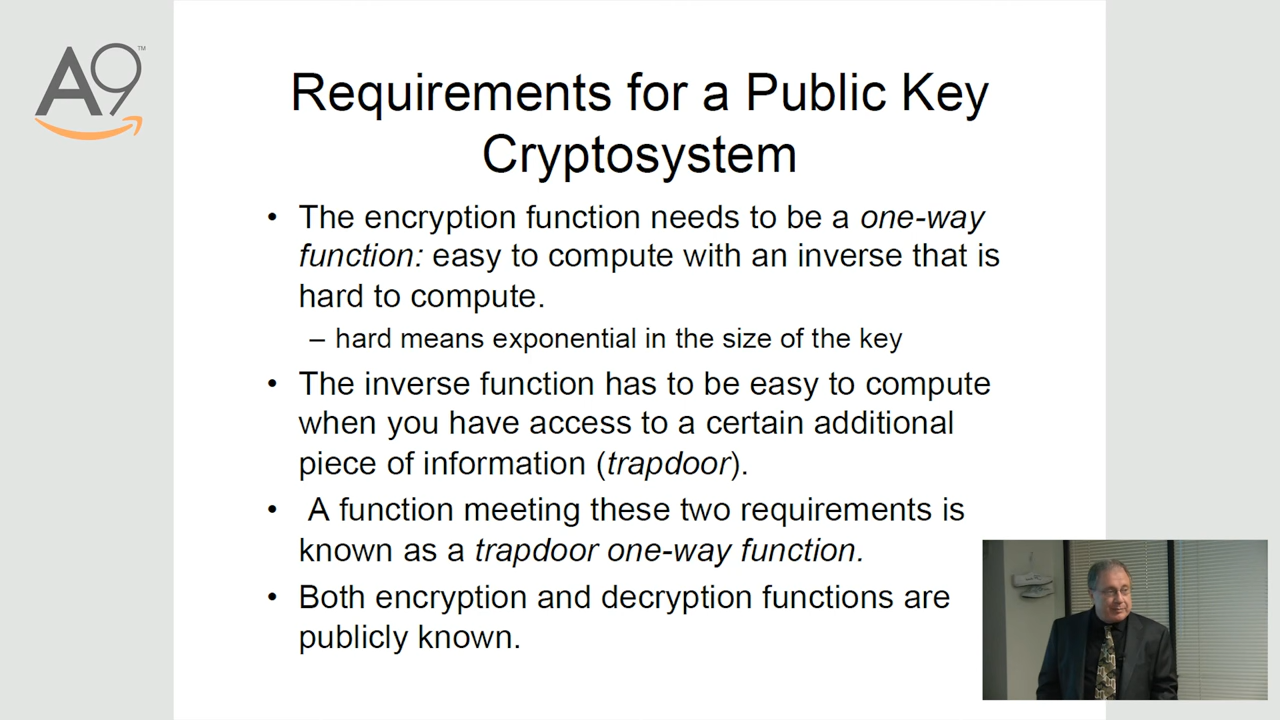 A9™
Requirements for a Public Key
Cryptosystem
• The encryption function needs to be a one-way
function: easy to compute with an inverse that is
hard to compute.
– hard means exponential in the size of the key
• The inverse function has to be easy to compute
when you have access to a certain additional
piece of information (trapdoor).
• A function meeting these two requirements is
known as a trapdoor one-way function.
• Both enryption and decryption functions are
publicly known.